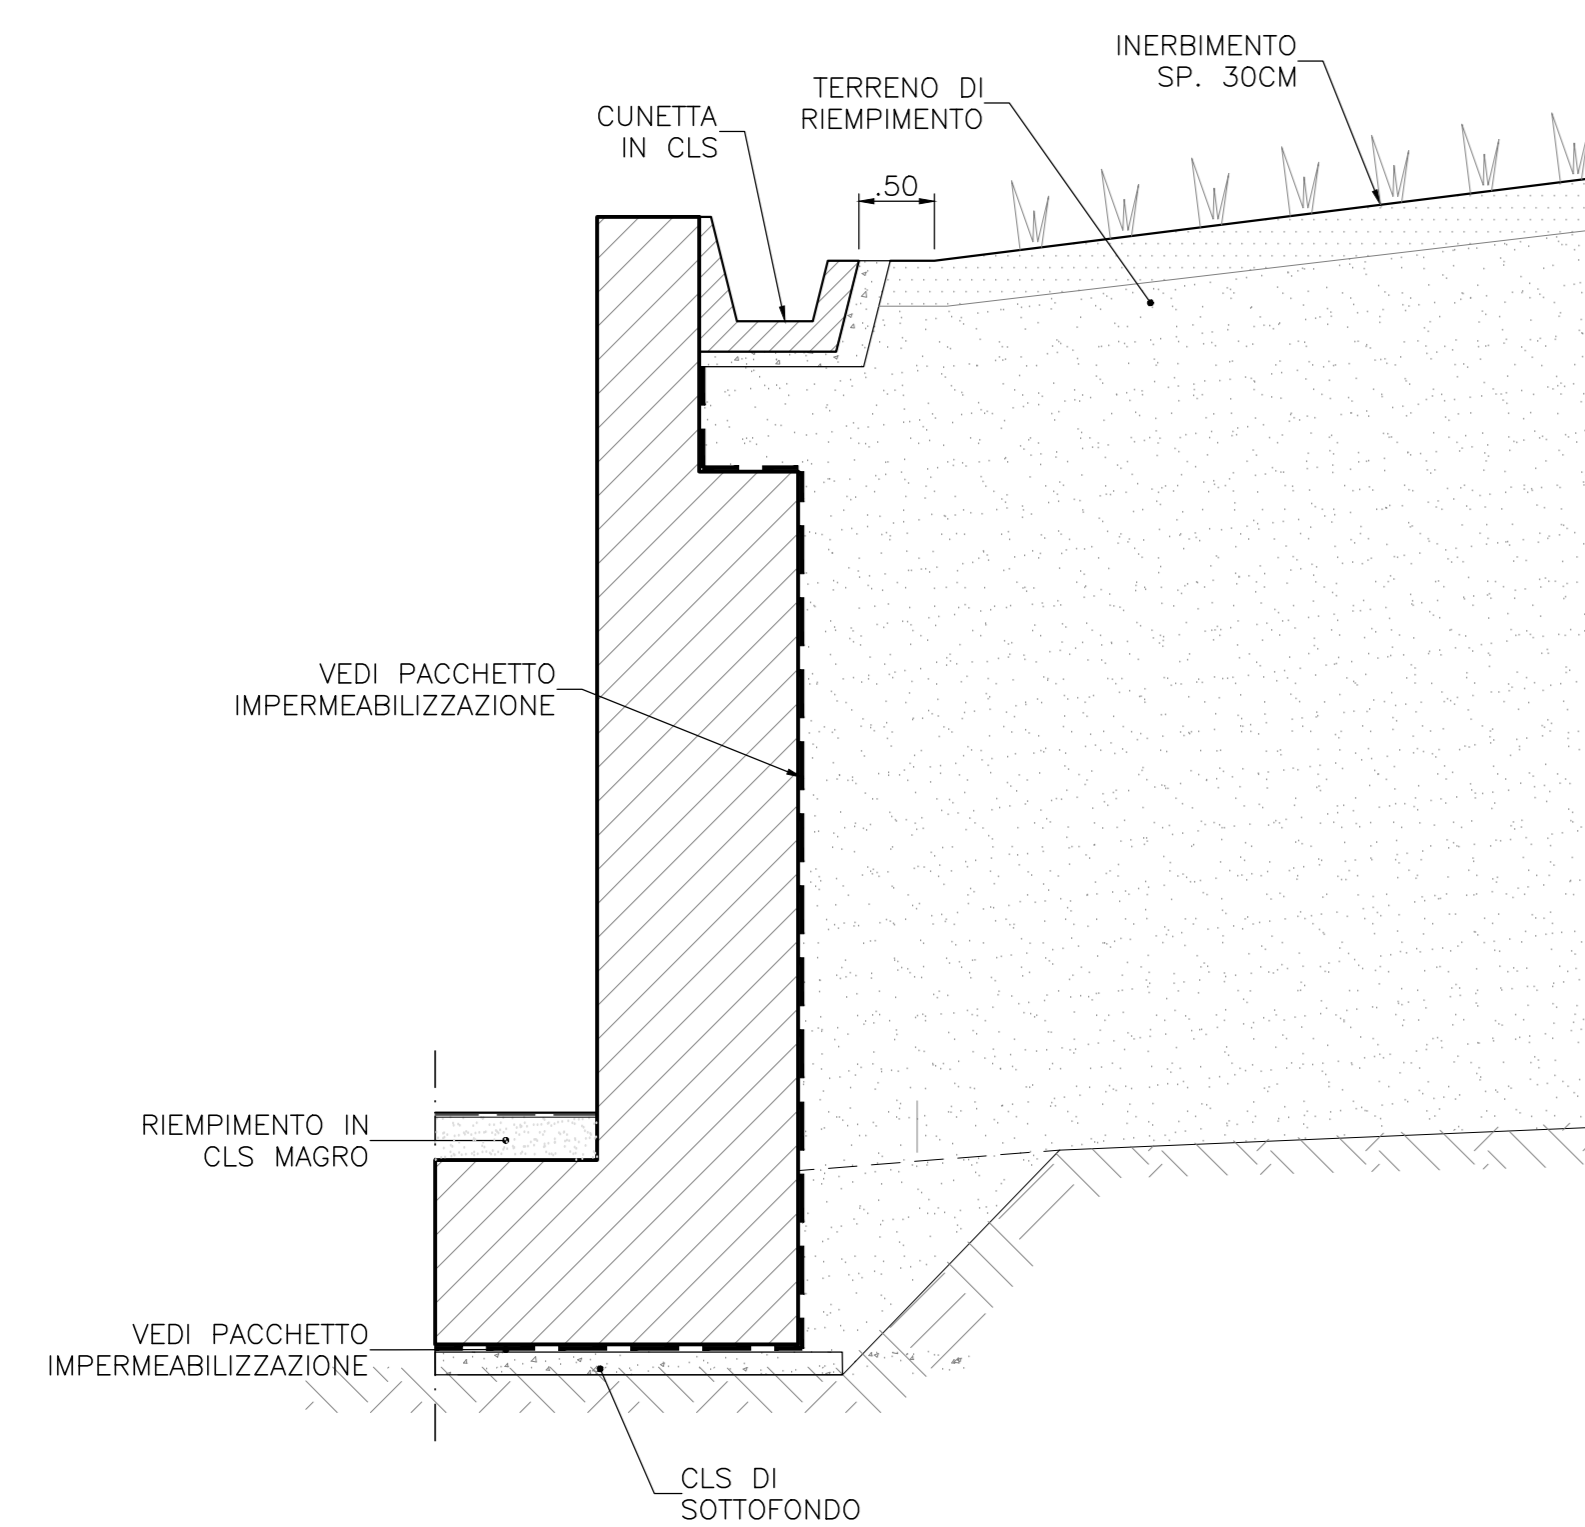 INERBIMENTO
SP. 30CM
TERRENO DI
RIEMPIMENTO
CUNETTA
IN CLS
.50
VEDI PACCHETTO
IMPERMEABILIZZAZIONE
RIEMPIMENTO IN
CLS MAGRO
VEDI PACCHETTO
IMPERMEABILIZZAZIONE
CLS DI
SOTTOFONDO